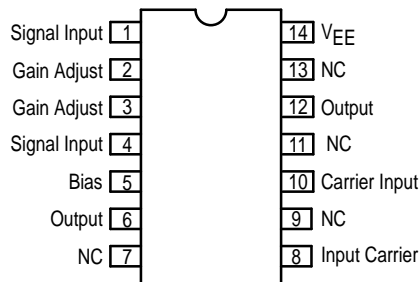 Signal Input 1 14 VEE
Gain Adjust 2 13 NC
Gain Adjust 3 12 Output
Signal Input 4 11 NC
Bias 5 10 Carrier Input
Output 6 9 NC
NC 7 8 Input Carrier